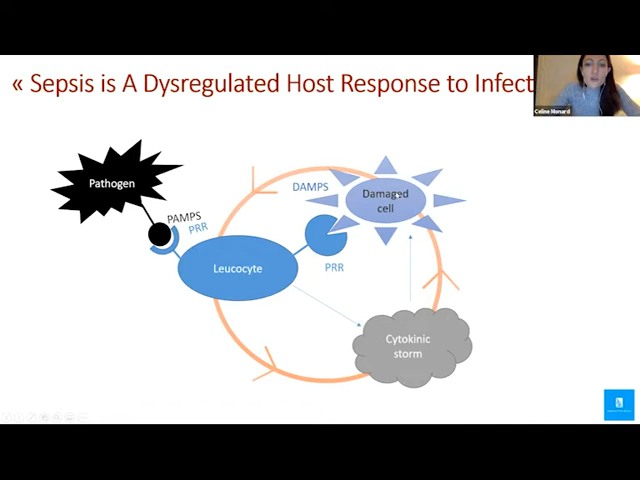 « Sepsis is A Dysregulated Host Response to Infect
Celine Monard
Pathogen
PAMPS
PRR
DAMPS
Damaged
cell
Leucocyte
PRR
Cytokinic
storm